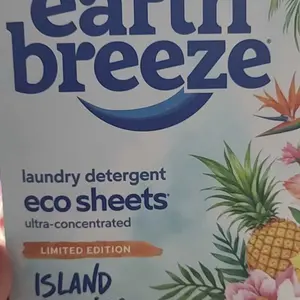 earth
breeze®
laundry detergent
eco sheets
ultra-concentrated
LIMITED EDITION
ISLAND